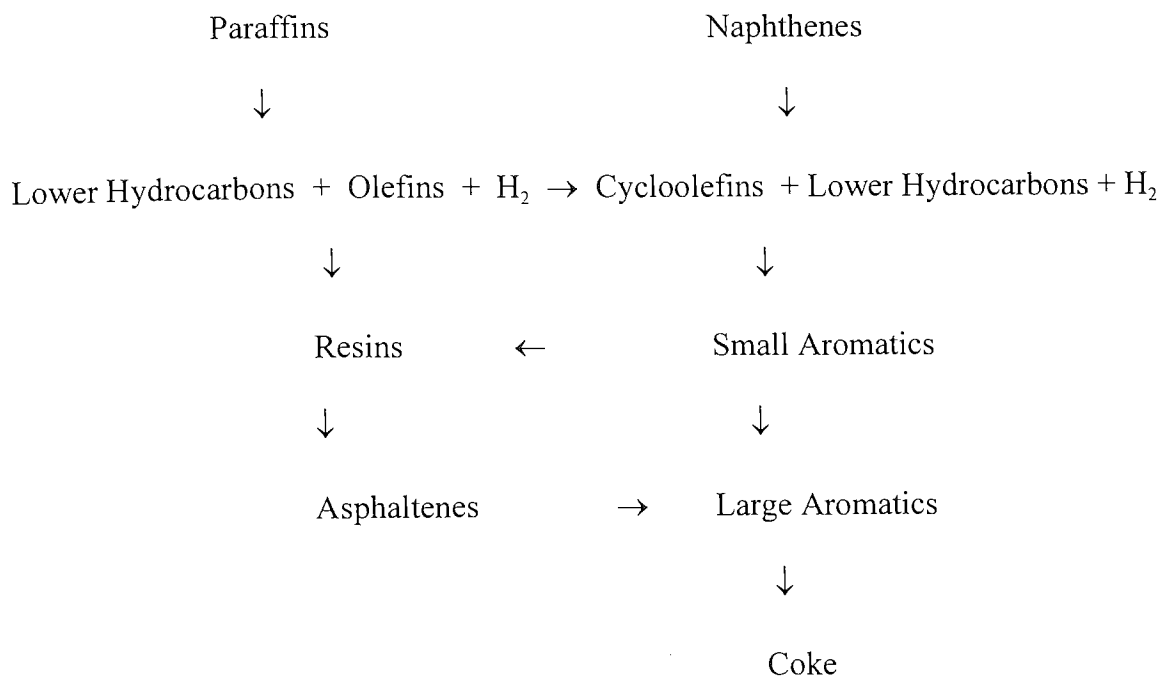 Paraffins Naphthenes
↓ ↓
Lower Hydrocarbons + Olefins + H₂ → Cycloolefins + Lower Hydrocarbons + H₂
↓ ↓
Resins ← Small Aromatics
↓ ↓
Asphaltenes → Large Aromatics
↓
Coke